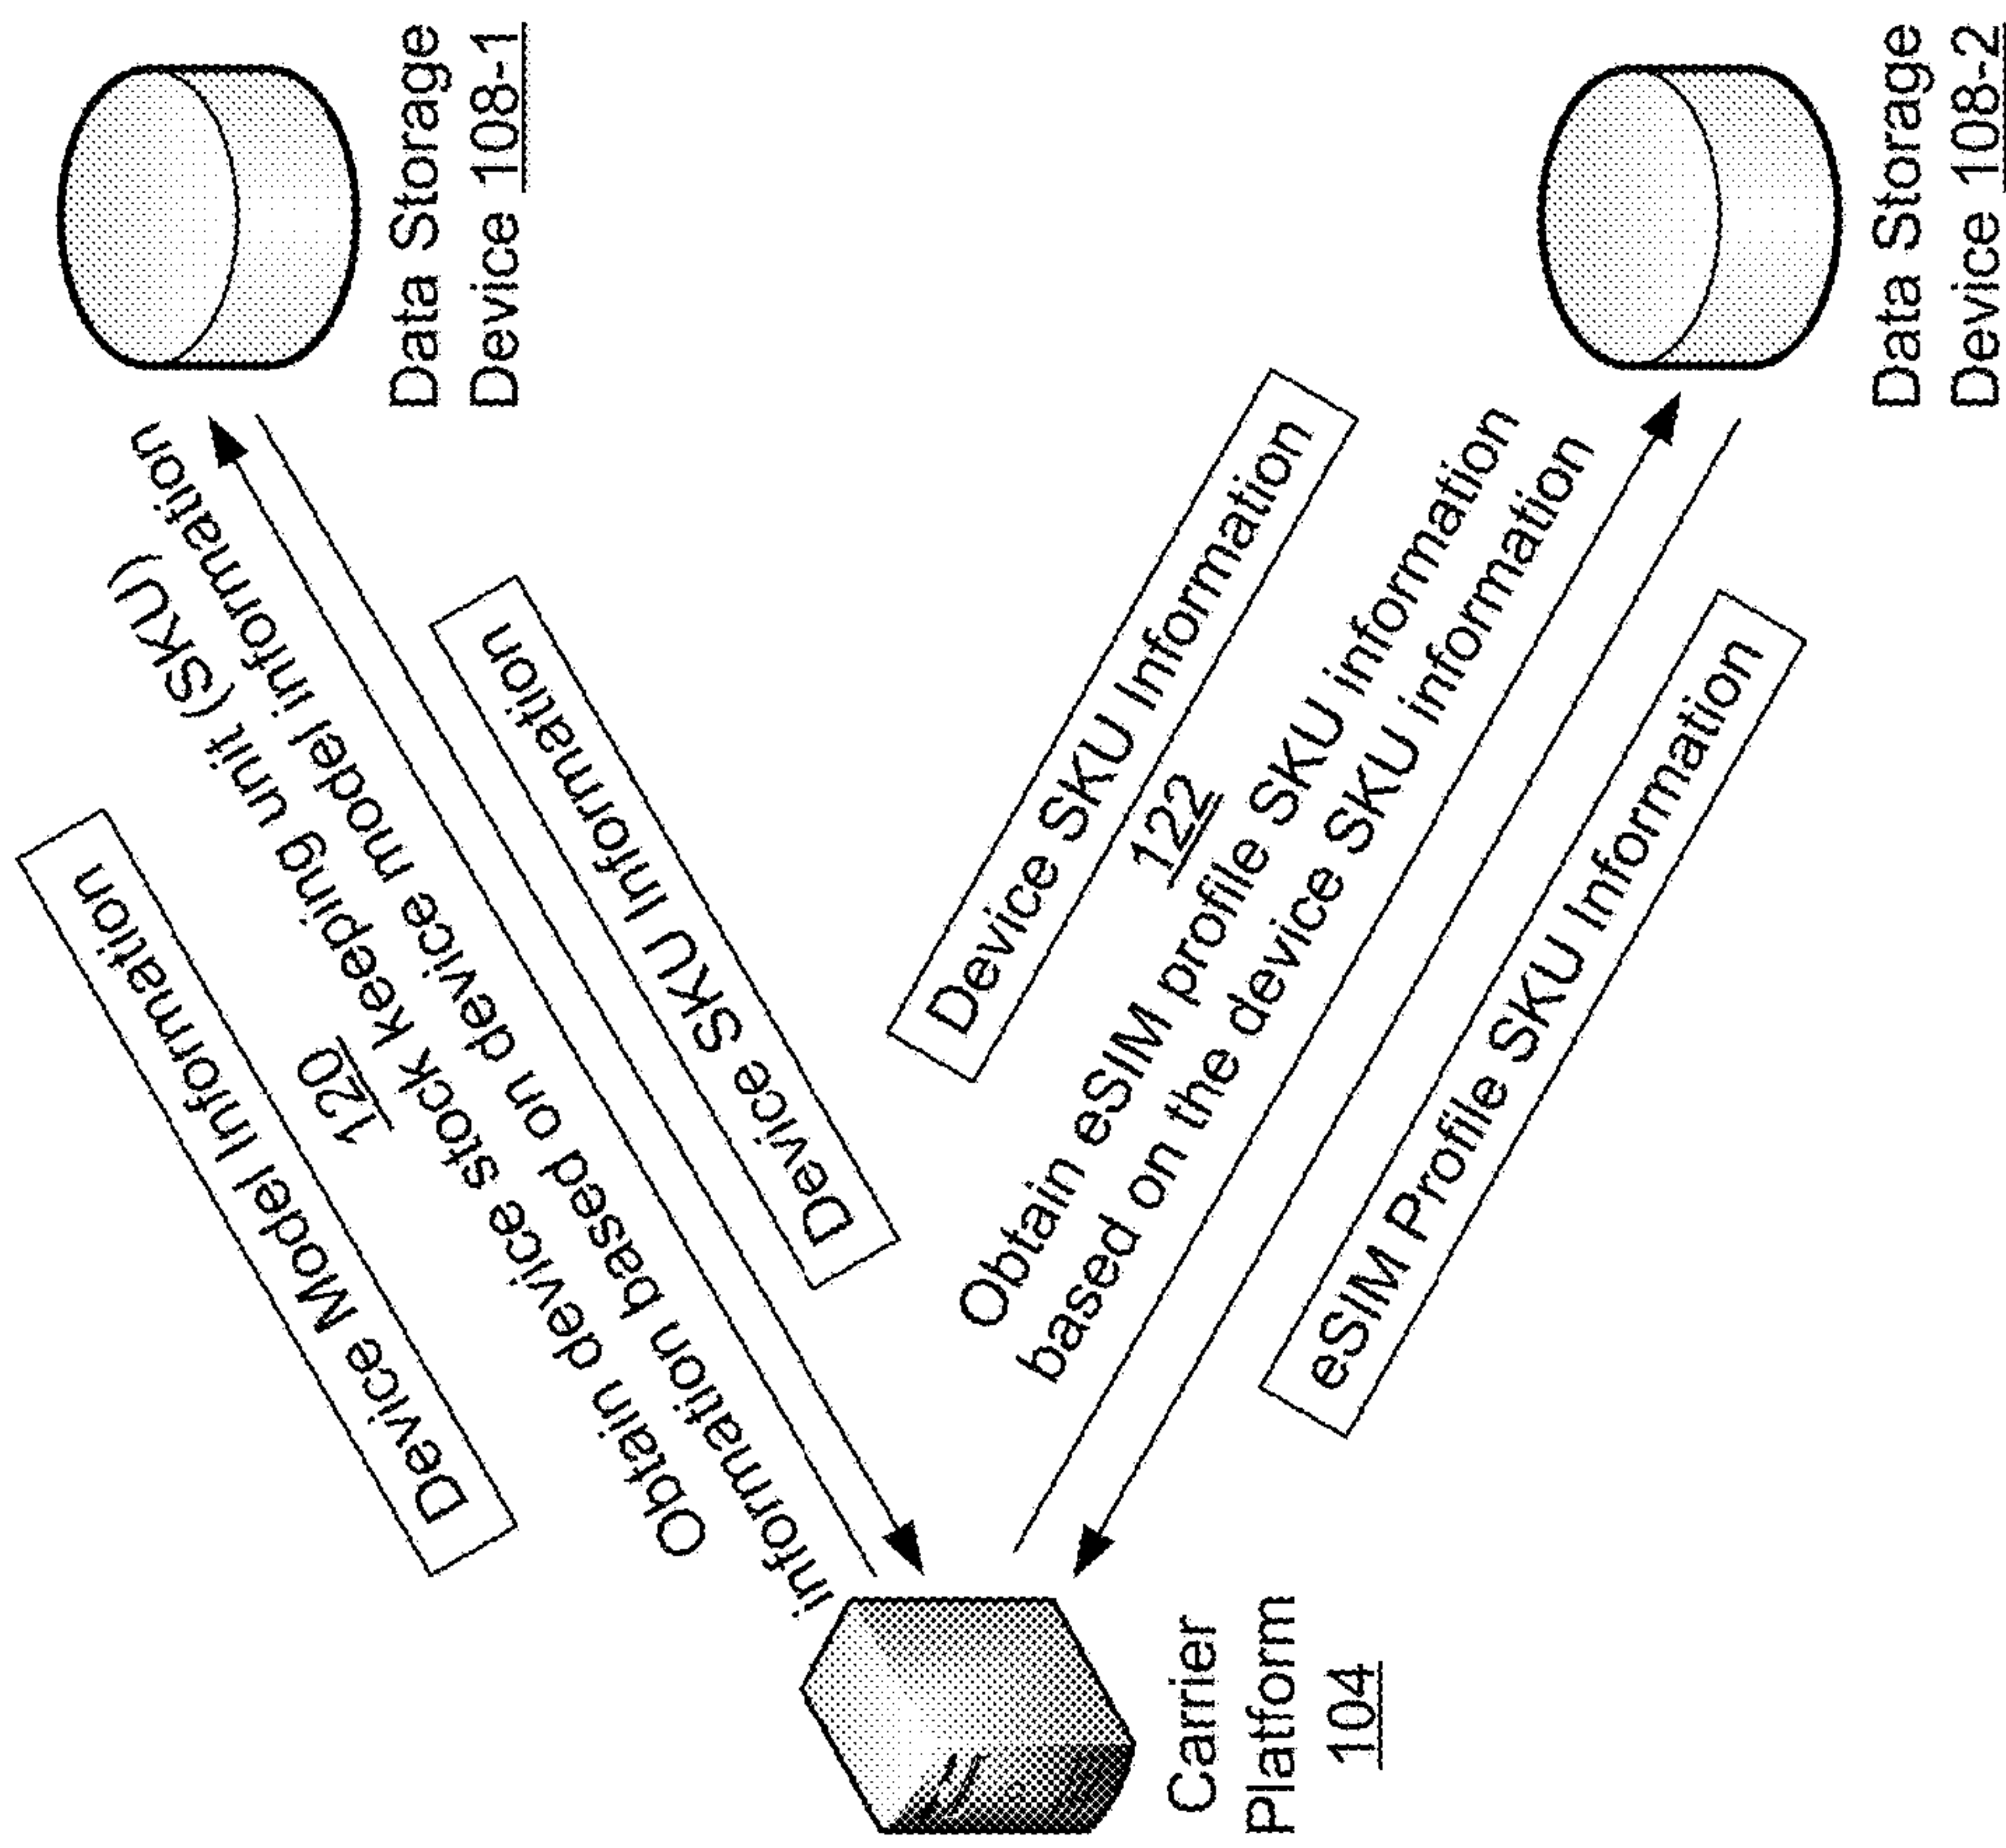 Data Storage
Device 108-1
Device Model Information
120
Obtain device stock keeping unit (SKU)
information based on device model information
Device SKU Information
Carrier
Platform
104
Device SKU Information
122
Obtain eSIM profile SKU information
based on the device SKU information
eSIM Profile SKU Information
Data Storage
Device 108-2